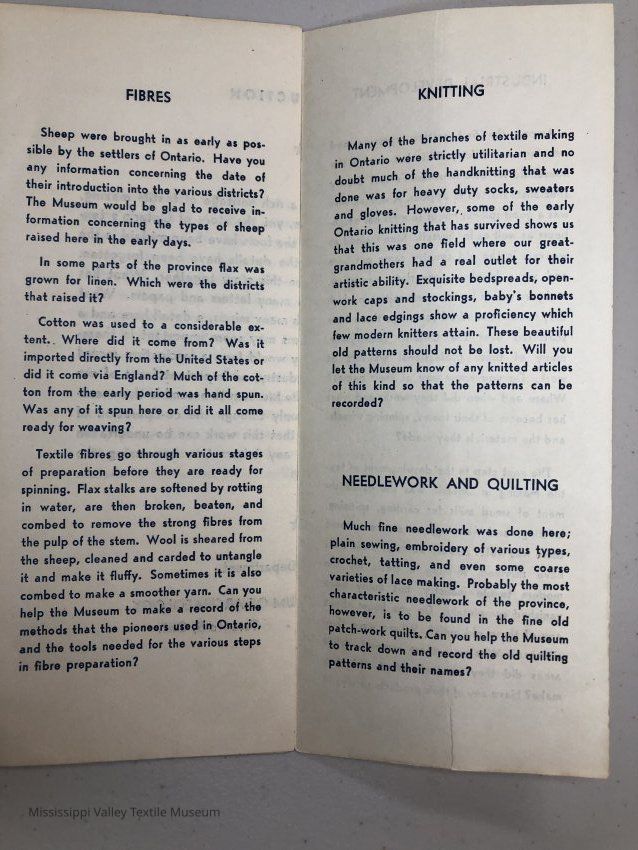 FIBRES
Sheep were brought in as early as pos-
sible by the settlers of Ontario. Have you
any information concerning the date of
their introduction into the various districts?
The Museum would be glad to receive in-
formation concerning the types of sheep
raised here in the early days.
In some parts of the province flax was
grown for linen. Which were the districts
that raised it?
Cotton was used to a considerable ex-
tent. Where did it come from? Was it
imported directly from the United States or
did it come via England? Much of the cot-
ton from the early period was hand spun.
Was any of it spun here or did it all come
ready for weaving?
Textile fibres go through various stages
of preparation before they are ready for
spinning. Flax stalks are softened by rotting
in water, are then broken, beaten, and
combed to remove the strong fibres from
the pulp of the stem. Wool is sheared from
the sheep, cleaned and carded to untangle
it and make it fluffy. Sometimes it is also
combed to make a smoother yarn. Can you
help the Museum to make a record of the
methods that the pioneers used in Ontario,
and the tools needed for the various steps
in fibre preparation?
KNITTING
Many of the branches of textile making
in Ontario were strictly utilitarian and no
doubt much of the handknitting that was
done was for heavy duty socks, sweaters
and gloves. However, some of the early
Ontario knitting that has survived shows us
that this was one field where our great-
grandmothers had a real outlet for their
artistic ability. Exquisite bedspreads, open-
work caps and stockings, baby's bonnets
and lace edgings show a proficiency which
few modern knitters attain. These beautiful
old patterns should not be lost. Will you
let the Museum know of any knitted articles
of this kind so that the patterns can be
recorded?
NEEDLEWORK AND QUILTING
Much fine needlework was done here;
plain sewing, embroidery of various types,
crochet, tatting, and even some coarse
varieties of lace making. Probably the most
characteristic needlework of the province,
however, is to be found in the fine old
patch-work quilts. Can you help the Museum
to track down and record the old quilting
patterns and their names?
Mississippi Valley Textile Museum